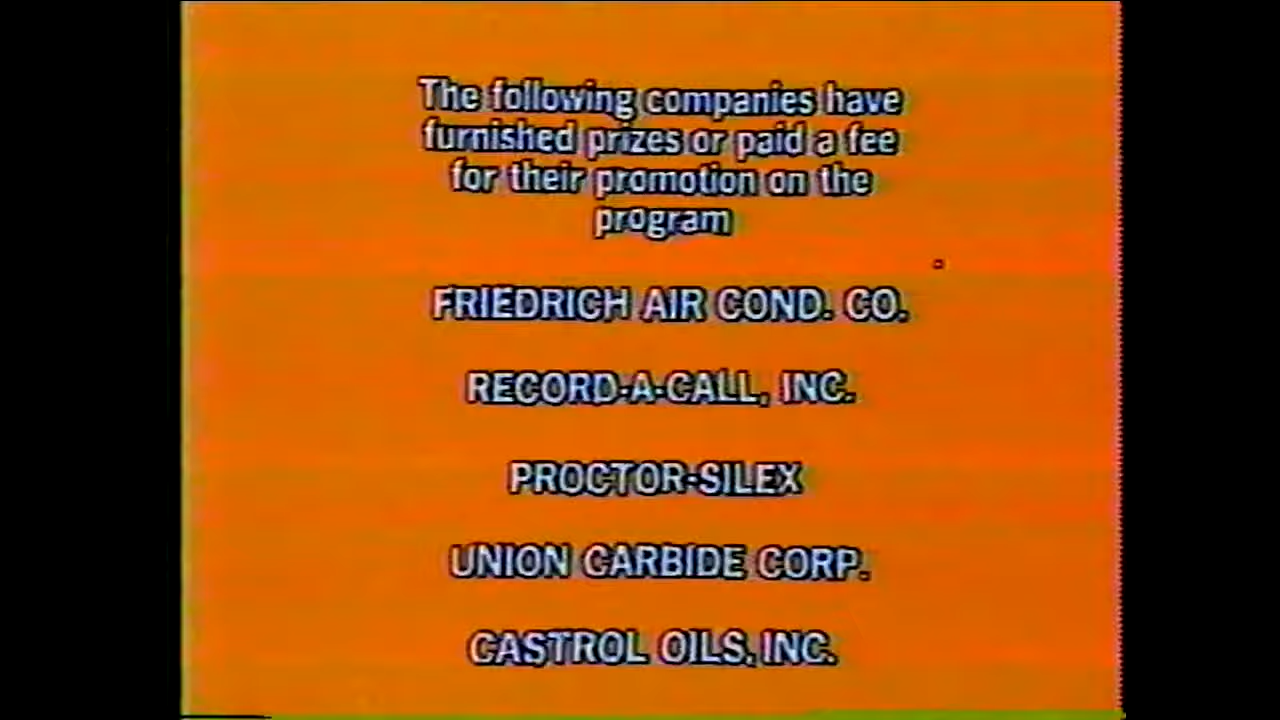 The following companies have
furnished prizes or paid a fee
for their promotion on the
program
FRIEDRICH AIR COND. CO.
RECORD-A-CALL, INC.
PROCTOR-SILEX
UNION CARBIDE CORP.
CASTROL OILS, INC.